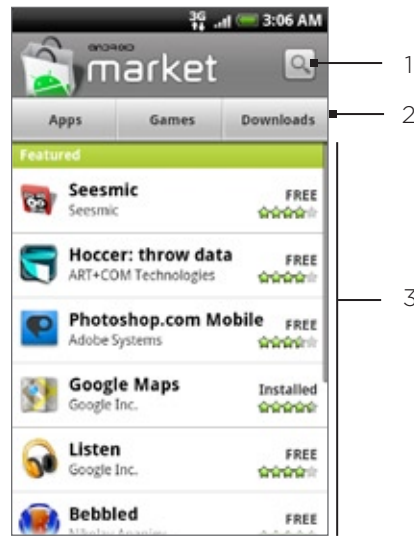 3G 3:06 AM
ANDROID
market
1
Apps Games Downloads
2
Featured
Seesmic FREE
Seesmic
Hoccer: throw data FREE
ART+COM Technologies
3
Photoshop.com Mobile FREE
Adobe Systems
Google Maps Installed
Google Inc.
Listen FREE
Google Inc.
Bebbled FREE